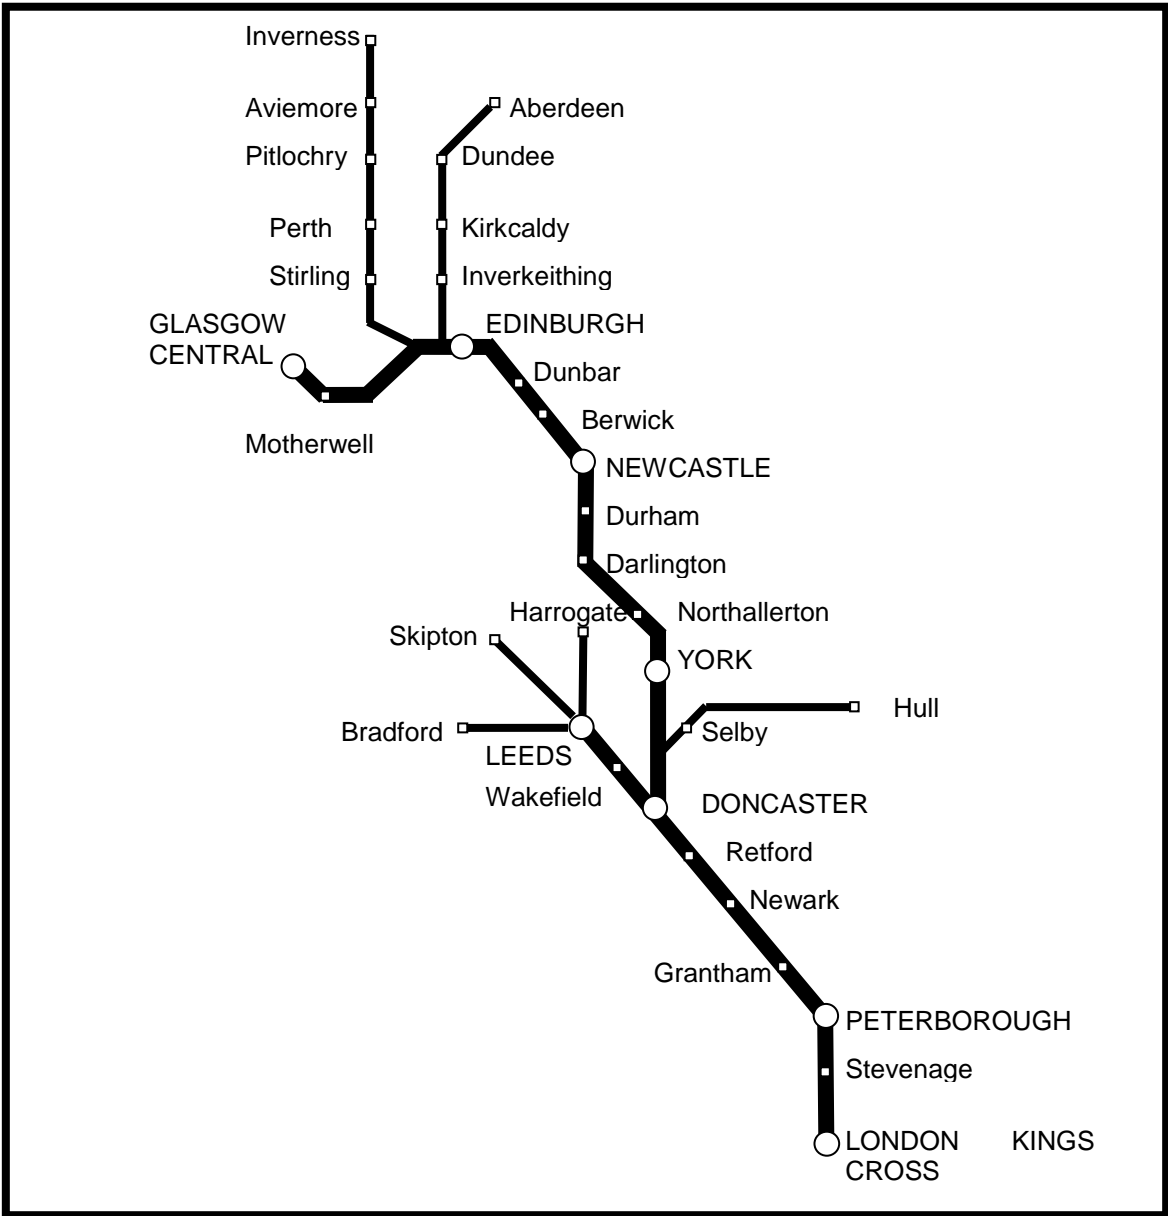 Inverness
Aviemore
Aberdeen
Pitlochry
Dundee
Perth
Kirkcaldy
Stirling
Inverkeithing
GLASGOW
CENTRAL
EDINBURGH
Dunbar
Berwick
Motherwell
NEWCASTLE
Durham
Darlington
Harrogate
Northallerton
Skipton
YORK
Hull
Bradford
Selby
LEEDS
Wakefield
DONCASTER
Retford
Newark
Grantham
PETERBOROUGH
Stevenage
LONDON KINGS
CROSS